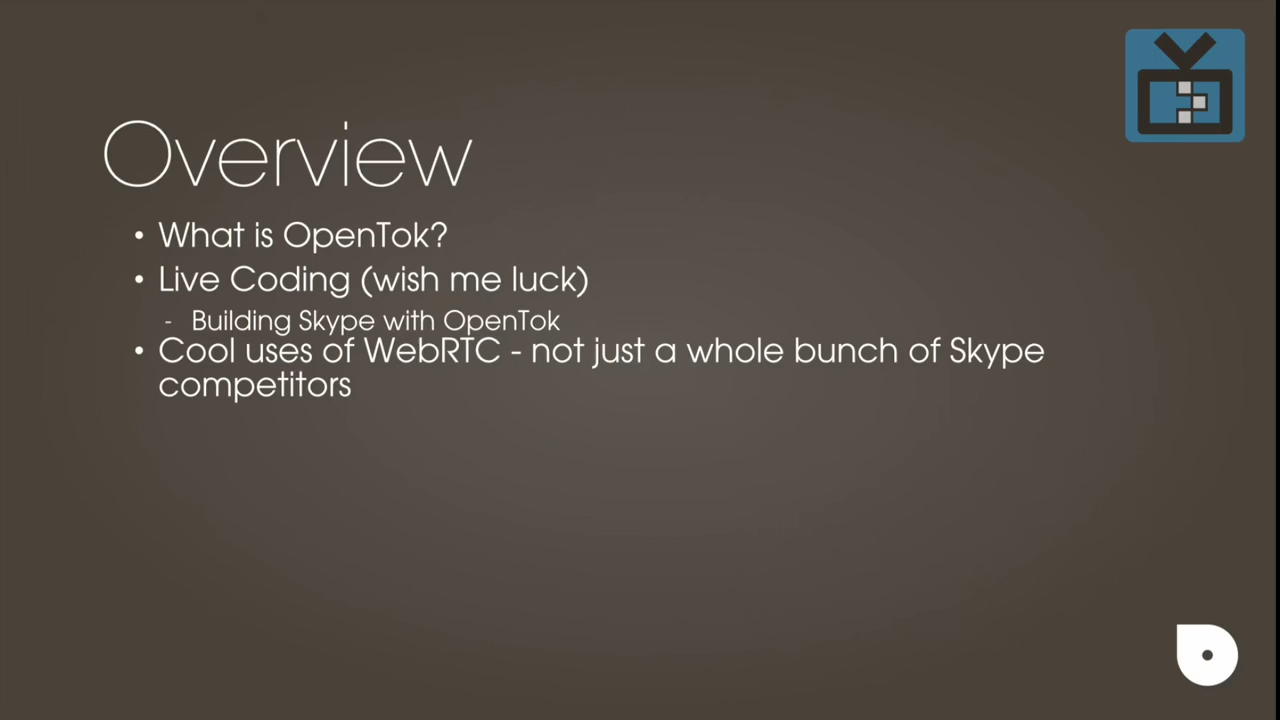 Overview
• What is OpenTok?
• Live Coding (wish me luck)
- Building Skype with OpenTok
• Cool uses of WebRTC - not just a whole bunch of Skype
competitors